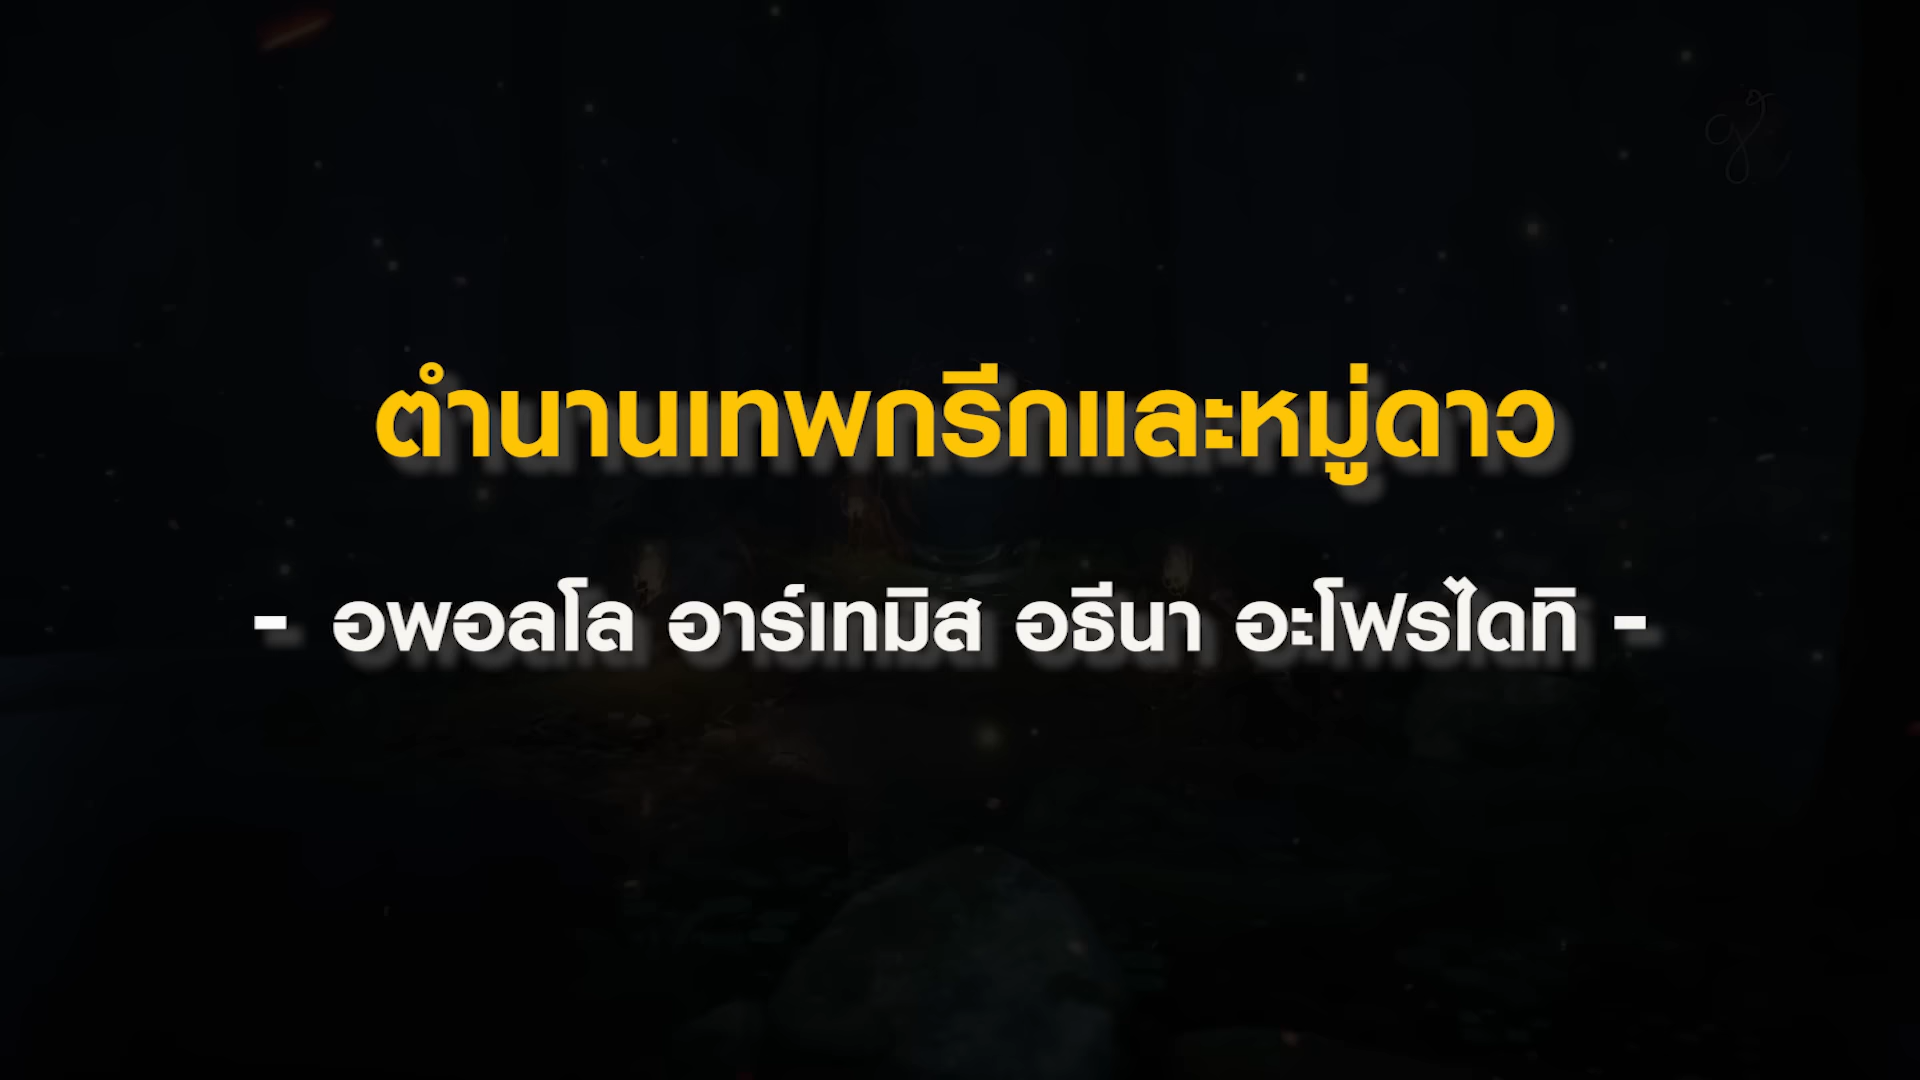 ตำนานเทพกรีกและหมู่ดาว
- อพอลโล อาร์เทมิส อธีนา อะโฟรไดทิ -